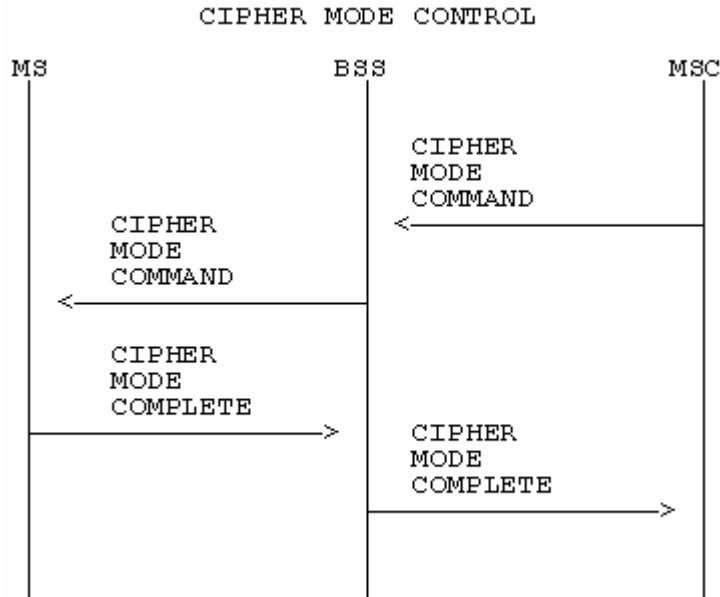 CIPHER MODE CONTROL
MS BSS MSC
CIPHER
MODE
COMMAND
CIPHER
MODE
COMMAND
CIPHER
MODE
COMPLETE
CIPHER
MODE
COMPLETE